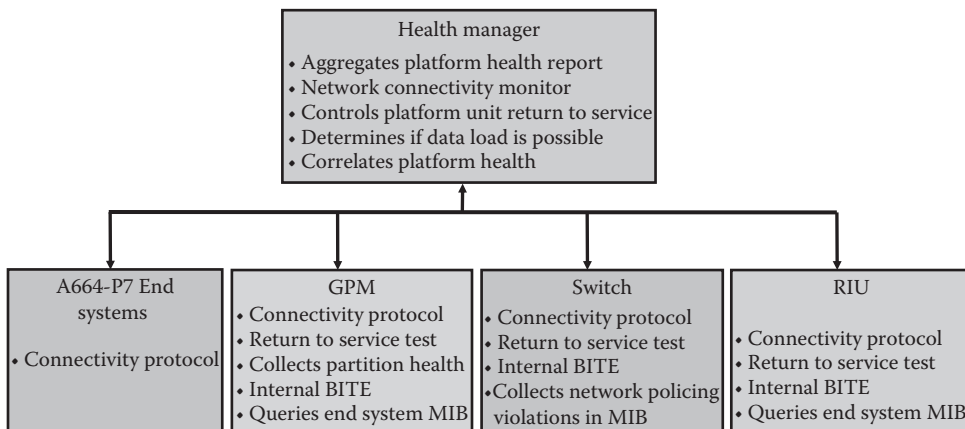 Health manager
• Aggregates platform health report
• Network connectivity monitor
• Controls platform unit return to service
• Determines if data load is possible
• Correlates platform health
A664-P7 End
systems
• Connectivity protocol
GPM
• Connectivity protocol
• Return to service test
• Collects partition health
• Internal BITE
• Queries end system MIB
Switch
• Connectivity protocol
• Return to service test
• Internal BITE
• Collects network policing
violations in MIB
RIU
• Connectivity protocol
• Return to service test
• Internal BITE
• Queries end system MIB